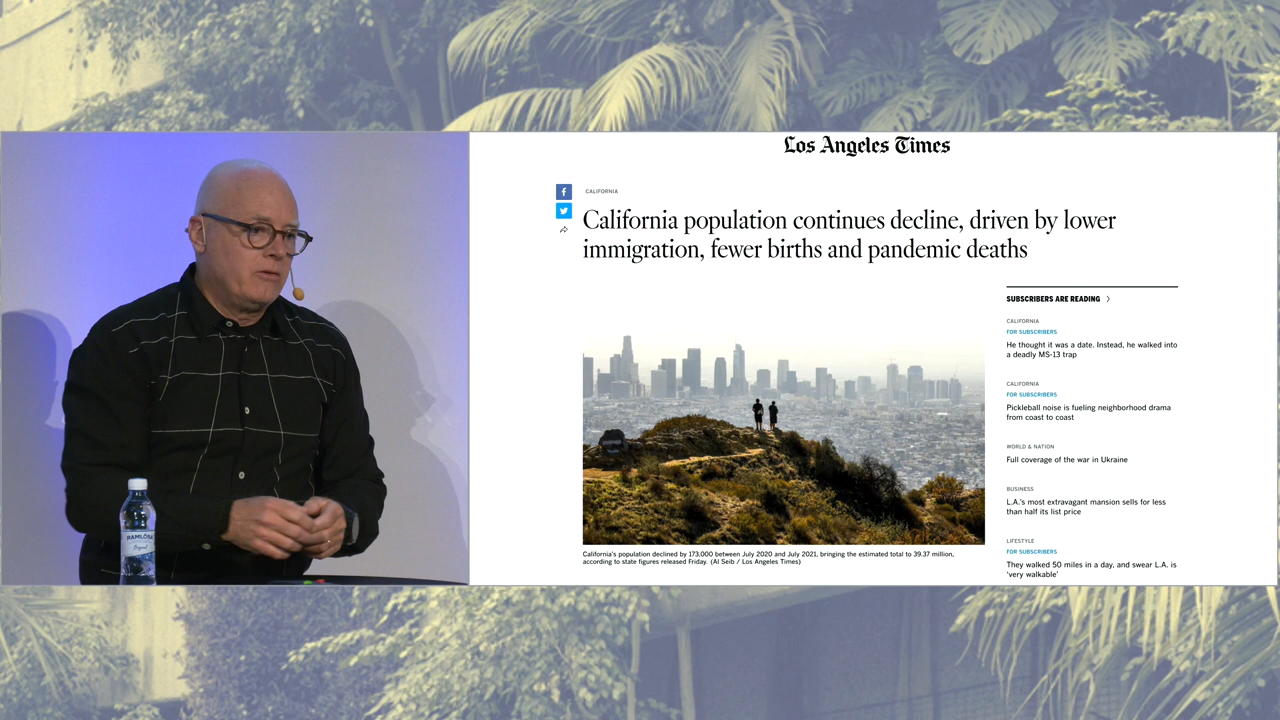 Los Angeles Times
CALIFORNIA
California population continues decline, driven by lower
immigration, fewer births and pandemic deaths
SUBSCRIBERS ARE READING
CALIFORNIA
FOR SUBSCRIBERS
He thought it was a date. Instead, he walked into
a deadly MS-13 trap
CALIFORNIA
FOR SUBSCRIBERS
Pickleball noise is fueling neighborhood drama
from coast to coast
WORLD & NATION
Full coverage of the war in Ukraine
BUSINESS
L.A.'s most extravagant mansion sells for less
than half its list price
LIFESTYLE
FOR SUBSCRIBERS
They walked 50 miles in a day, and swear L.A. is
'very walkable'
California's population declined by 173,000 between July 2020 and July 2021, bringing the estimated total to 39.37 million,
according to state figures released Friday. (Al Seib / Los Angeles Times)
RAMLÖSA
Original